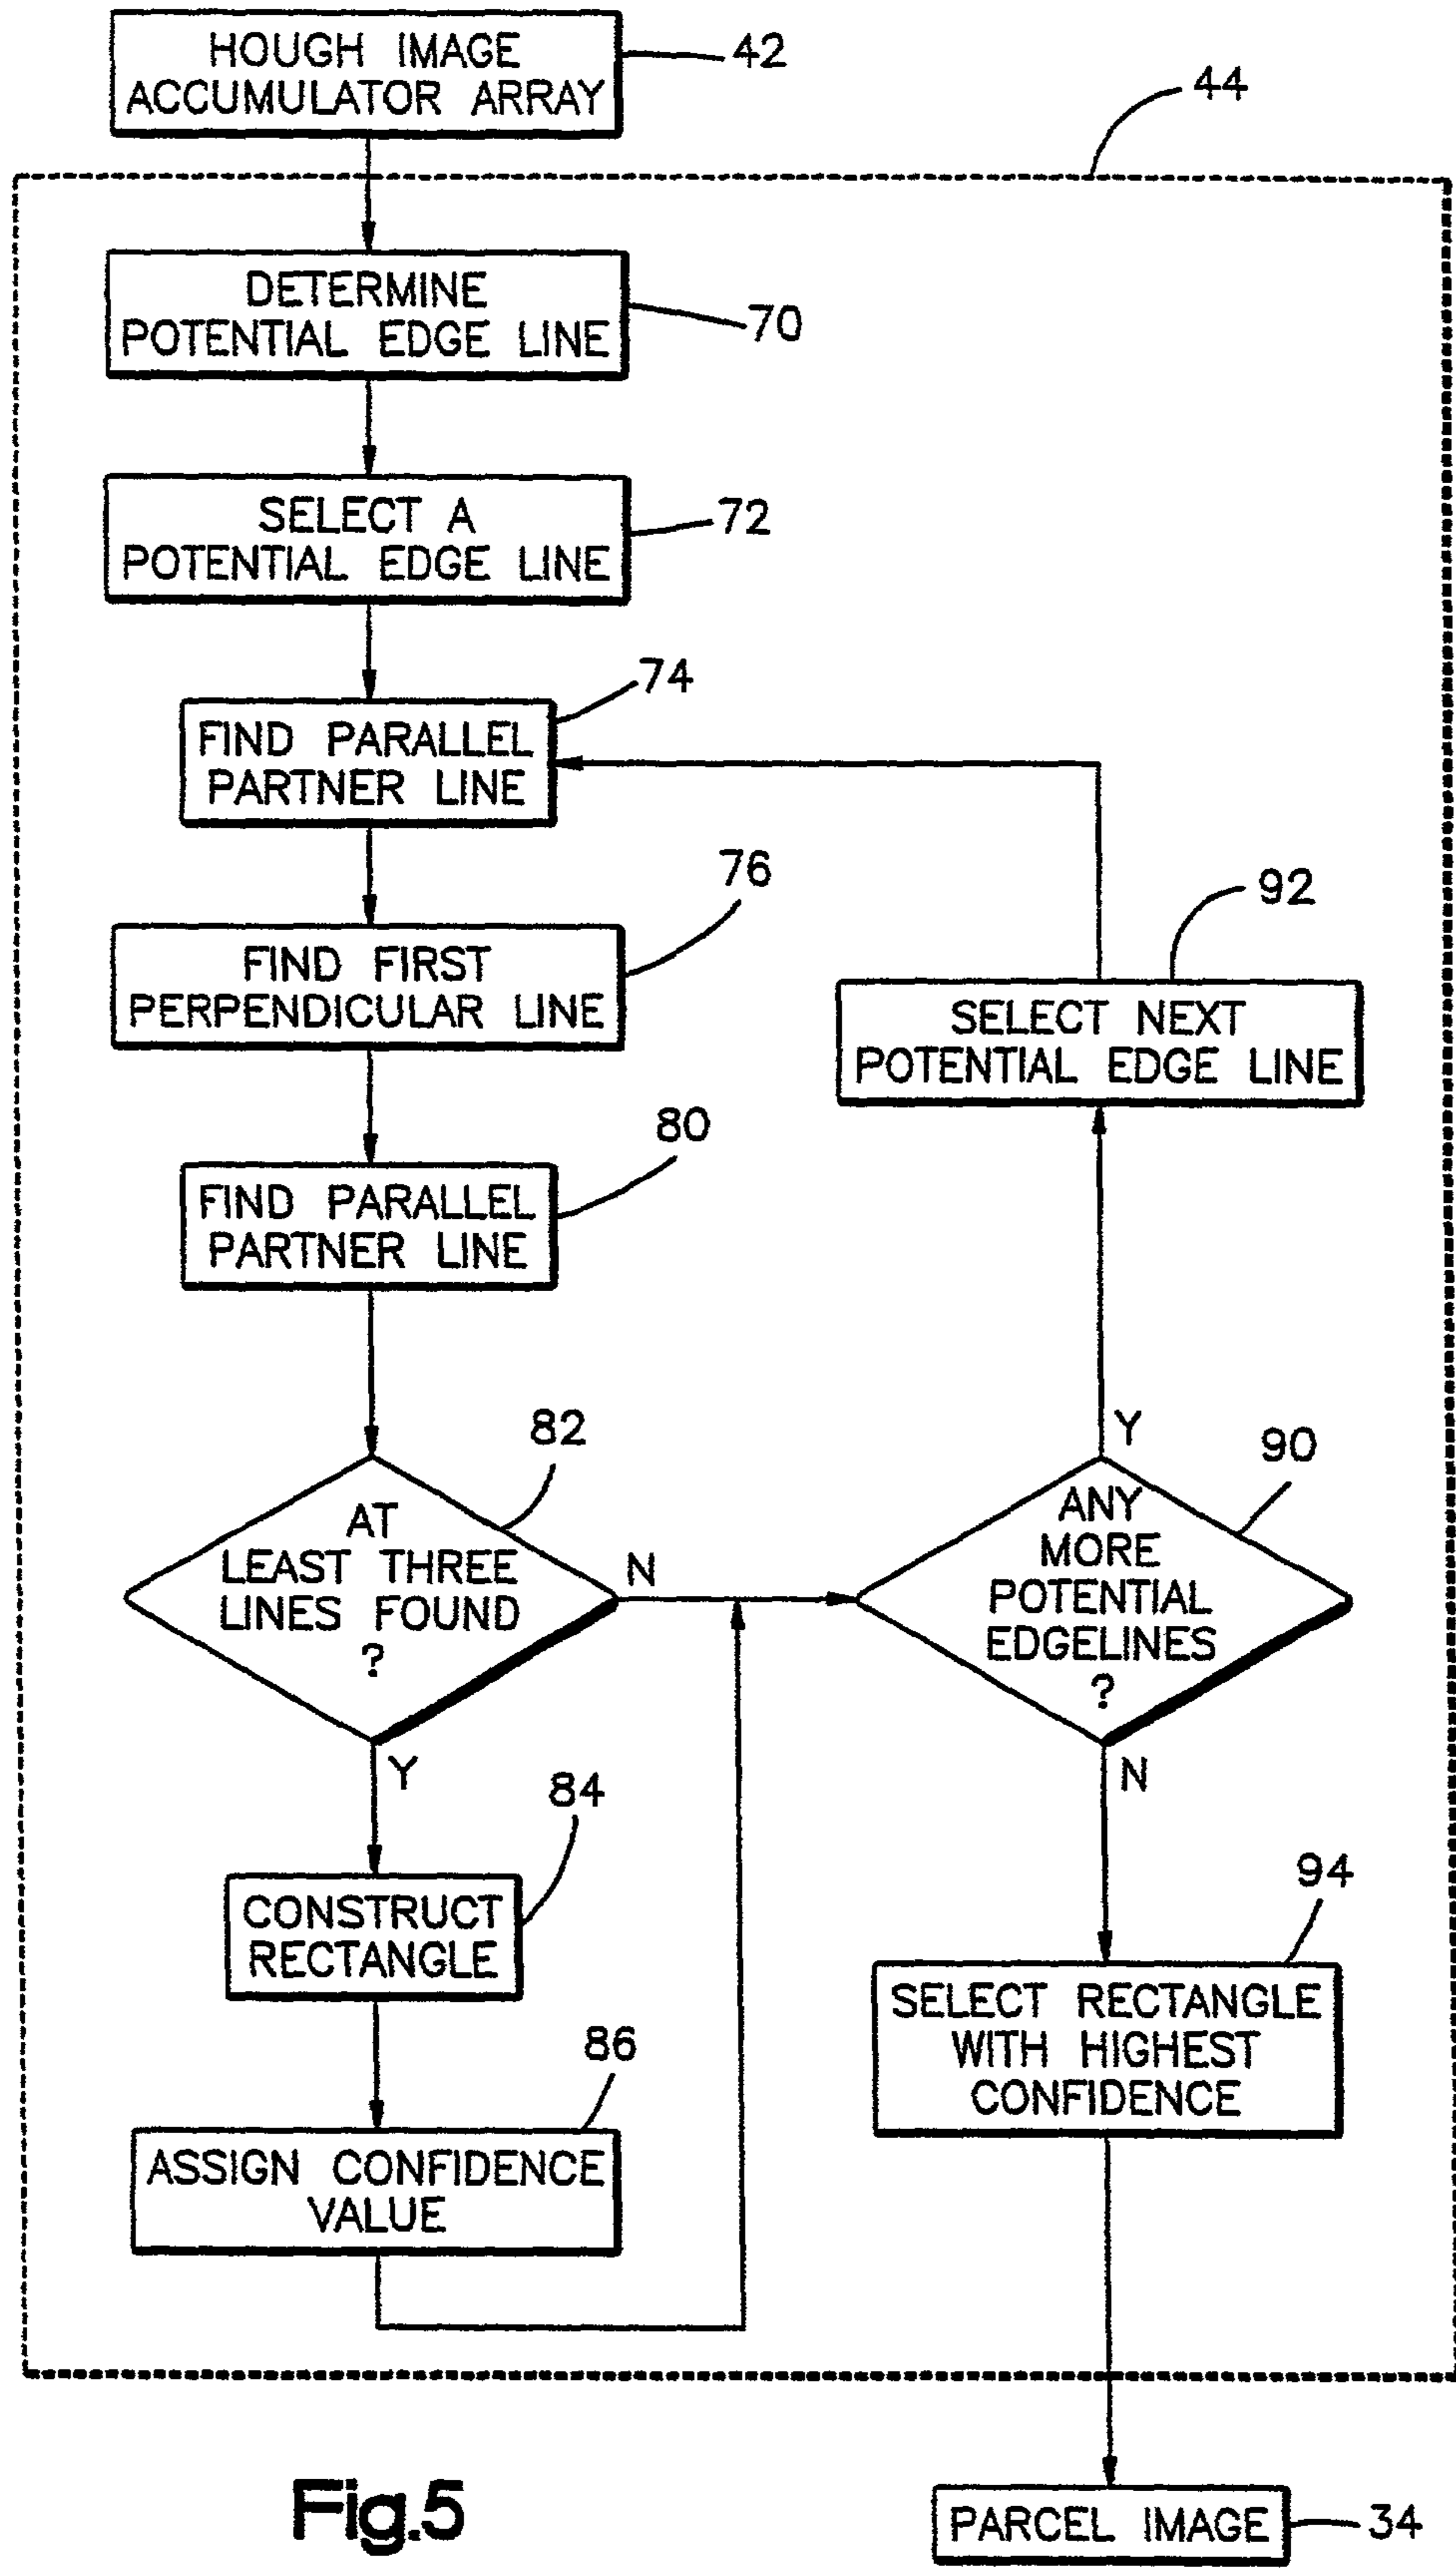 HOUGH IMAGE
ACCUMULATOR ARRAY
42
44
DETERMINE
POTENTIAL EDGE LINE
70
SELECT A
POTENTIAL EDGE LINE
72
FIND PARALLEL
PARTNER LINE
74
FIND FIRST
PERPENDICULAR LINE
76
FIND PARALLEL
PARTNER LINE
80
AT
LEAST THREE
LINES FOUND
?
82
N
Y
CONSTRUCT
RECTANGLE
84
ASSIGN CONFIDENCE
VALUE
86
ANY
MORE
POTENTIAL
EDGELINES
?
90
Y
N
SELECT NEXT
POTENTIAL EDGE LINE
92
SELECT RECTANGLE
WITH HIGHEST
CONFIDENCE
94
PARCEL IMAGE
34
Fig.5